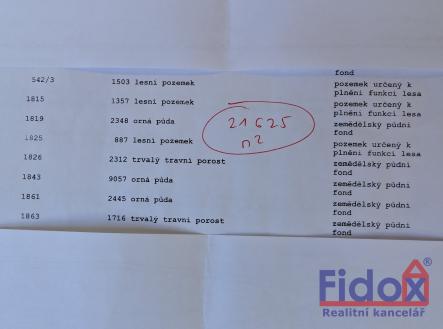 fond
542/3 1503 lesní pozemek pozemek určený k
plnění funkcí lesa
1815 1357 lesní pozemek pozemek určený k
plnění funkcí lesa
1819 2348 orná půda zemědělský půdní
fond
1825 887 lesní pozemek pozemek určený k
plnění funkcí lesa
1826 2312 trvalý travní porost zemědělský půdní
fond
1843 9057 orná půda zemědělský půdní
fond
1861 2445 orná půda zemědělský půdní
fond
1863 1716 trvalý travní porost zemědělský půdní
fond
21625
m2
Fidox®
Realitní kancelář